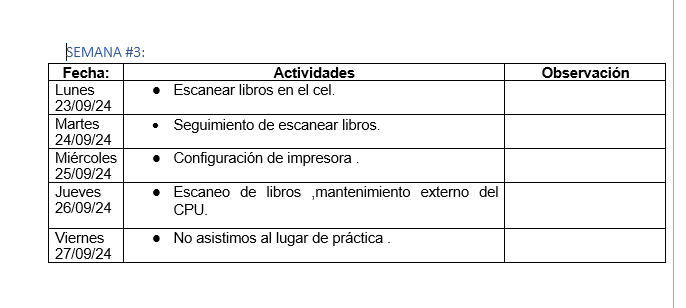 SEMANA #3:
Fecha: Actividades Observación
Lunes 23/09/24 ● Escanear libros en el cel.
Martes 24/09/24 • Seguimiento de escanear libros.
Miércoles 25/09/24 ● Configuración de impresora .
Jueves 26/09/24 ● Escaneo de libros ,mantenimiento externo del CPU.
Viernes 27/09/24 ● No asistimos al lugar de práctica .